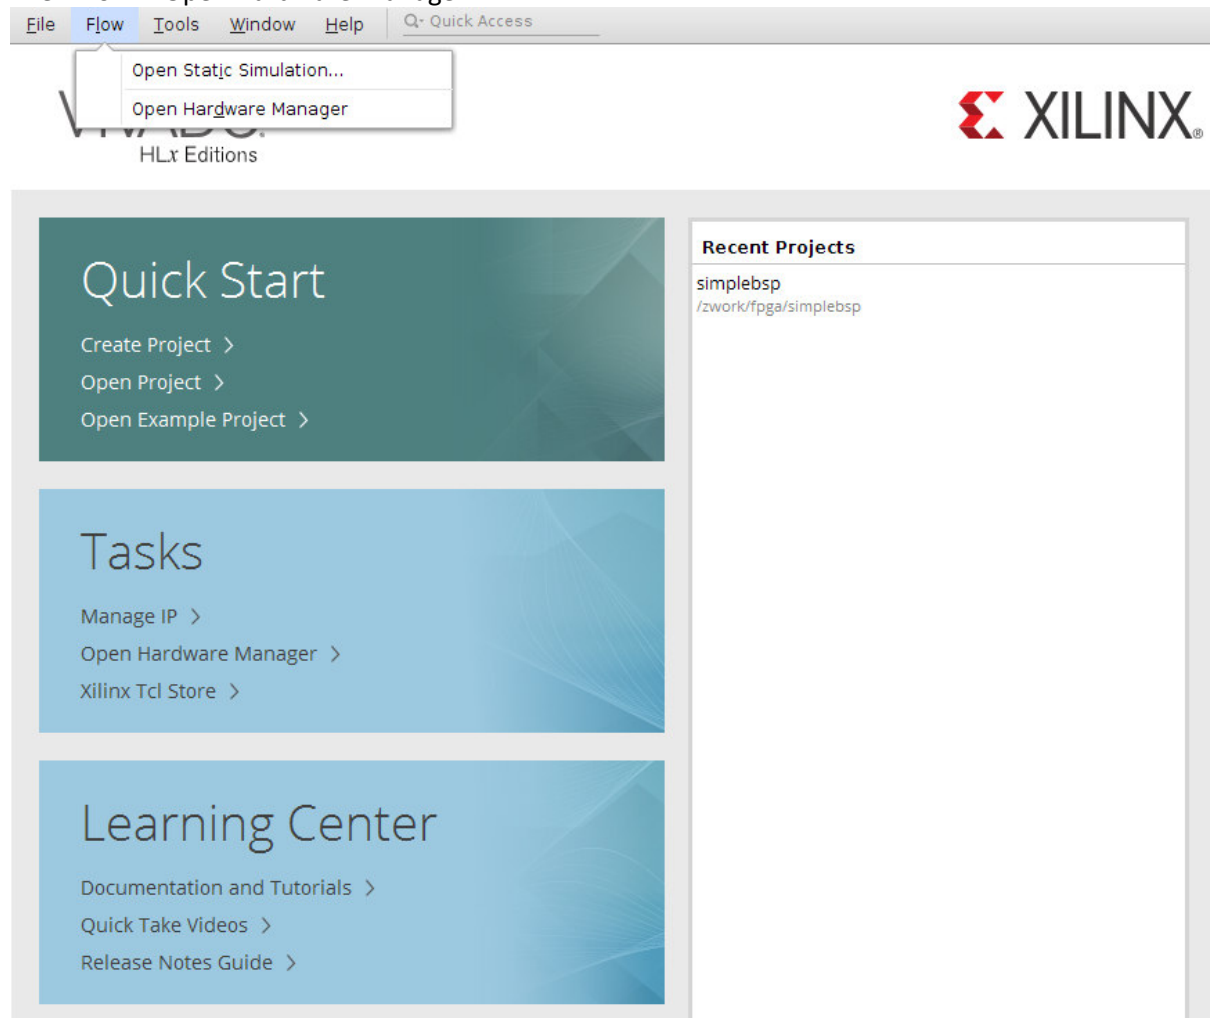 File Flow Tools Window Help Quick Access
Open Static Simulation...
Open Hardware Manager
HLx Editions
XILINX®
Quick Start
Create Project >
Open Project >
Open Example Project >
Tasks
Manage IP >
Open Hardware Manager >
Xilinx Tcl Store >
Learning Center
Documentation and Tutorials >
Quick Take Videos >
Release Notes Guide >
Recent Projects
simplebsp
/zwork/fpga/simplebsp